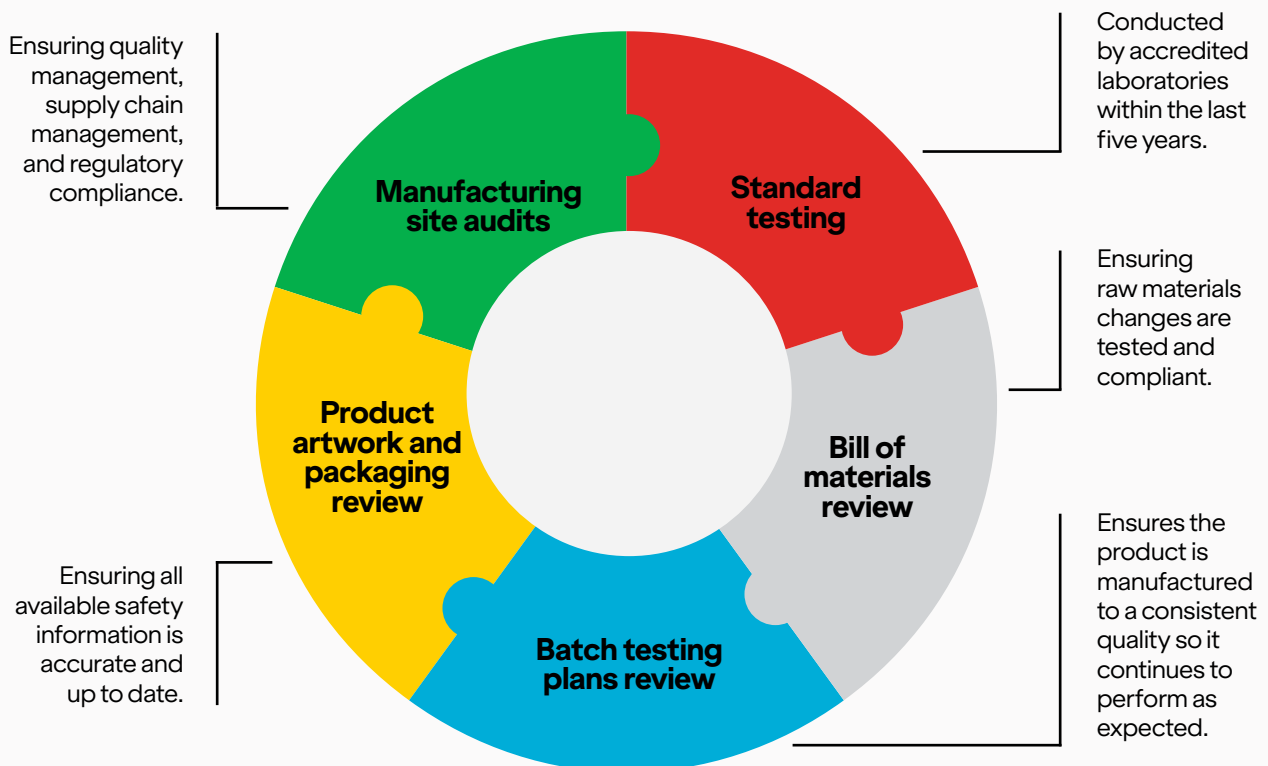 Ensuring quality
management,
supply chain
management,
and regulatory
compliance.
Manufacturing
site audits
Standard
testing
Conducted
by accredited
laboratories
within the last
five years.
Bill of
materials
review
Ensuring
raw materials
changes are
tested and
compliant.
Batch testing
plans review
Ensures the
product is
manufactured
to a consistent
quality so it
continues to
perform as
expected.
Product
artwork and
packaging
review
Ensuring all
available safety
information is
accurate and
up to date.